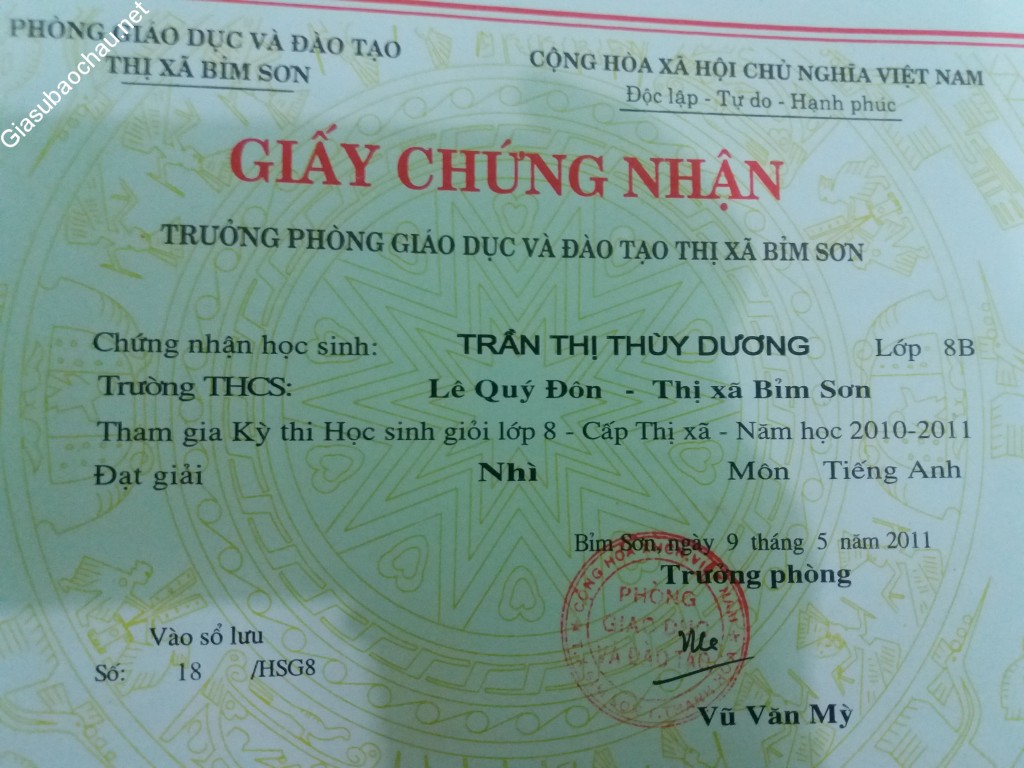 Giasubaochau.net
PHÒNG GIÁO DỤC VÀ ĐÀO TẠO
THỊ XÃ BỈM SƠN
CỘNG HÒA XÃ HỘI CHỦ NGHĨA VIỆT NAM
Độc lập - Tự do - Hạnh phúc
GIẤY CHỨNG NHẬN
TRƯỞNG PHÒNG GIÁO DỤC VÀ ĐÀO TẠO THỊ XÃ BỈM SƠN
Chứng nhận học sinh: TRẦN THỊ THÙY DƯƠNG Lớp 8B
Trường THCS: Lê Quý Đôn - Thị xã Bỉm Sơn
Tham gia Kỳ thi Học sinh giỏi lớp 8 - Cấp Thị xã - Năm học 2010-2011
Đạt giải Nhì Môn Tiếng Anh
Bỉm Sơn, ngày 9 tháng 5 năm 2011
Trưởng phòng
PHÒNG
GIÁO DỤC
VÀ ĐÀO TẠO
Vũ Văn Mỳ
Vào sổ lưu
Số: 18 /HSG8